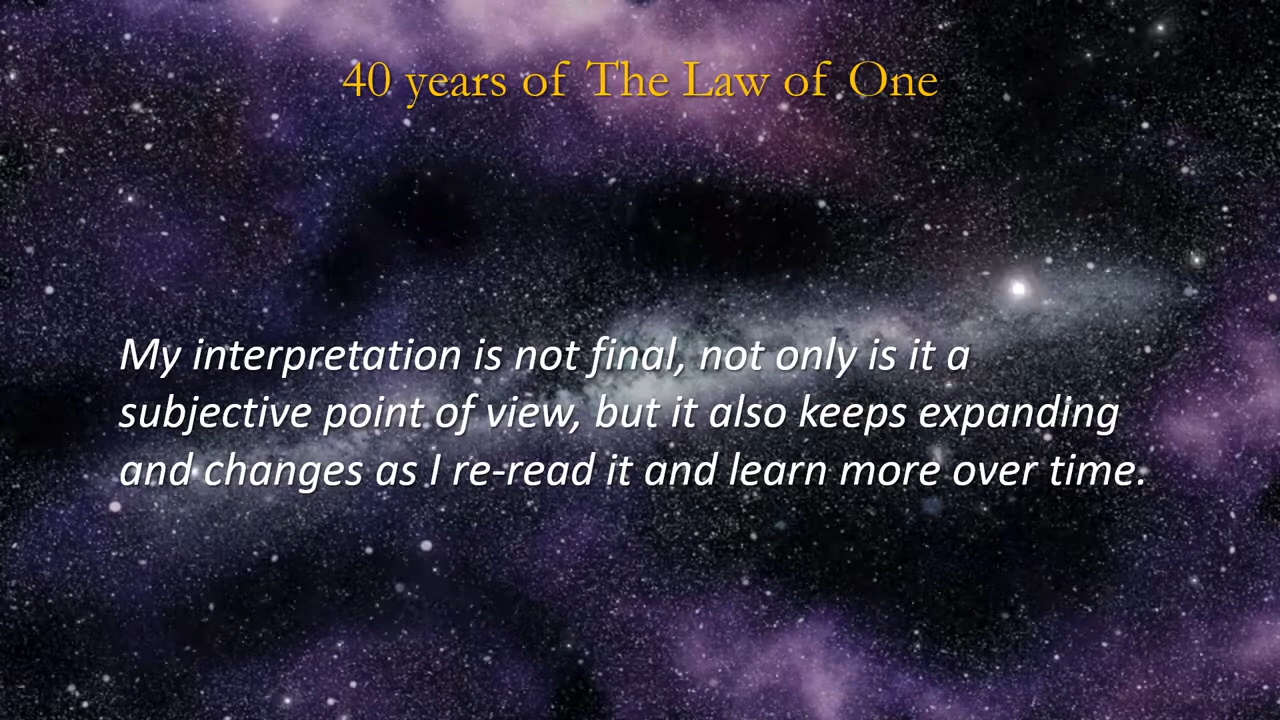 40 years of The Law of One
My interpretation is not final, not only is it a
subjective point of view, but it also keeps expanding
and changes as I re-read it and learn more over time.